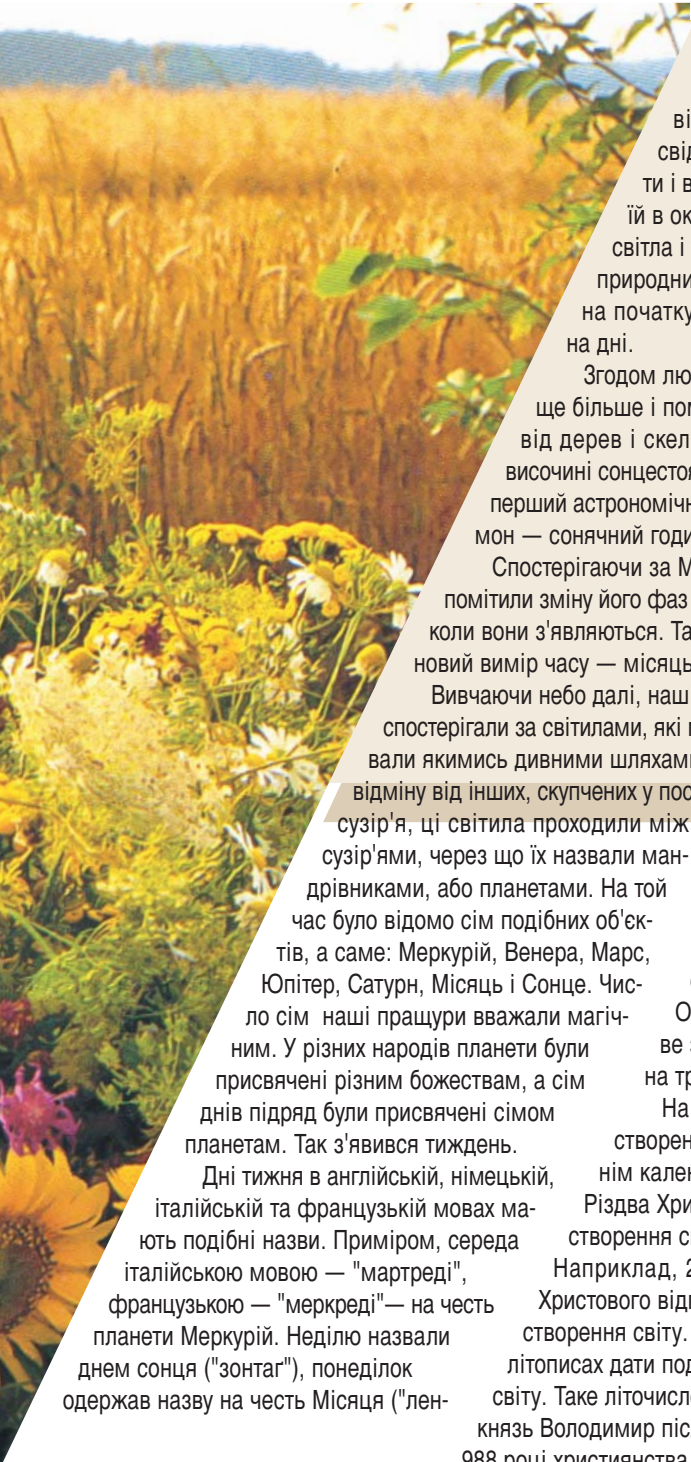 ві
свід
ти і в
їй в ок
світла і
природни
на початку
на дні.
Згодом лю
ще більше і пом
від дерев і скел
височині сонцестоя
перший астрономічн
мон — сонячний годи
Спостерігаючи за М
помітили зміну його фаз
коли вони з'являються. Та
новий вимір часу — місяць
Вивчаючи небо далі, наш
спостерігали за світилами, які
вали якимись дивними шляхами
відміну від інших, скупчених у пос
сузір'я, ці світила проходили між
сузір'ями, через що їх назвали ман-
дрівниками, або планетами. На той
час було відомо сім подібних об'єк-
тів, а саме: Меркурій, Венера, Марс,
Юпітер, Сатурн, Місяць і Сонце. Чис-
ло сім наші пращури вважали магіч-
ним. У різних народів планети були
присвячені різним божествам, а сім
днів підряд були присвячені сімом
планетам. Так з'явився тиждень.
Дні тижня в англійській, німецькій,
італійській та французькій мовах ма-
ють подібні назви. Приміром, середа
італійською мовою — "мартреді",
французькою — "меркреді"— на честь
планети Меркурій. Неділю назвали
днем сонця ("зонтаг"), понеділок
одержав назву на честь Місяця ("лен-
О
ве
на тр
На
створен
нім кален
Різдва Хри
створення с
Наприклад, 2
Христового від
створення світу.
літописах дати под
світу. Таке літочисл
князь Володимир піс
988 році християнства